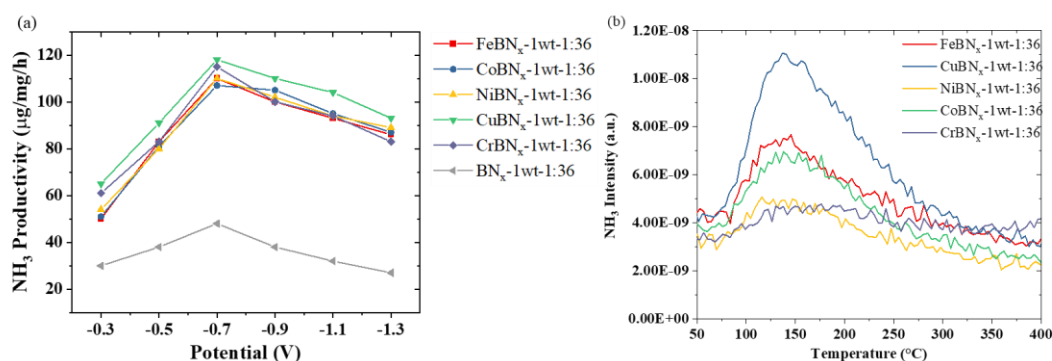 (a)
NH₃ Productivity (μg/mg/h)
120
100
80
60
40
20
-0.3 -0.5 -0.7 -0.9 -1.1 -1.3
Potential (V)
FeBNₓ-1wt-1:36
CoBNₓ-1wt-1:36
NiBNₓ-1wt-1:36
CuBNₓ-1wt-1:36
CrBNₓ-1wt-1:36
BNₓ-1wt-1:36
(b)
NH₃ Intensity (a.u.)
1.20E-08
1.00E-08
8.00E-09
6.00E-09
4.00E-09
2.00E-09
0.00E+00
50 100 150 200 250 300 350 400
Temperature (°C)
FeBNₓ-1wt-1:36
CuBNₓ-1wt-1:36
NiBNₓ-1wt-1:36
CoBNₓ-1wt-1:36
CrBNₓ-1wt-1:36